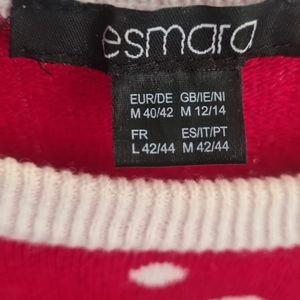 esmara
EUR/DE GB/IE/NI
M 40/42 M 12/14
FR ES/IT/PT
L 42/44 M 42/44